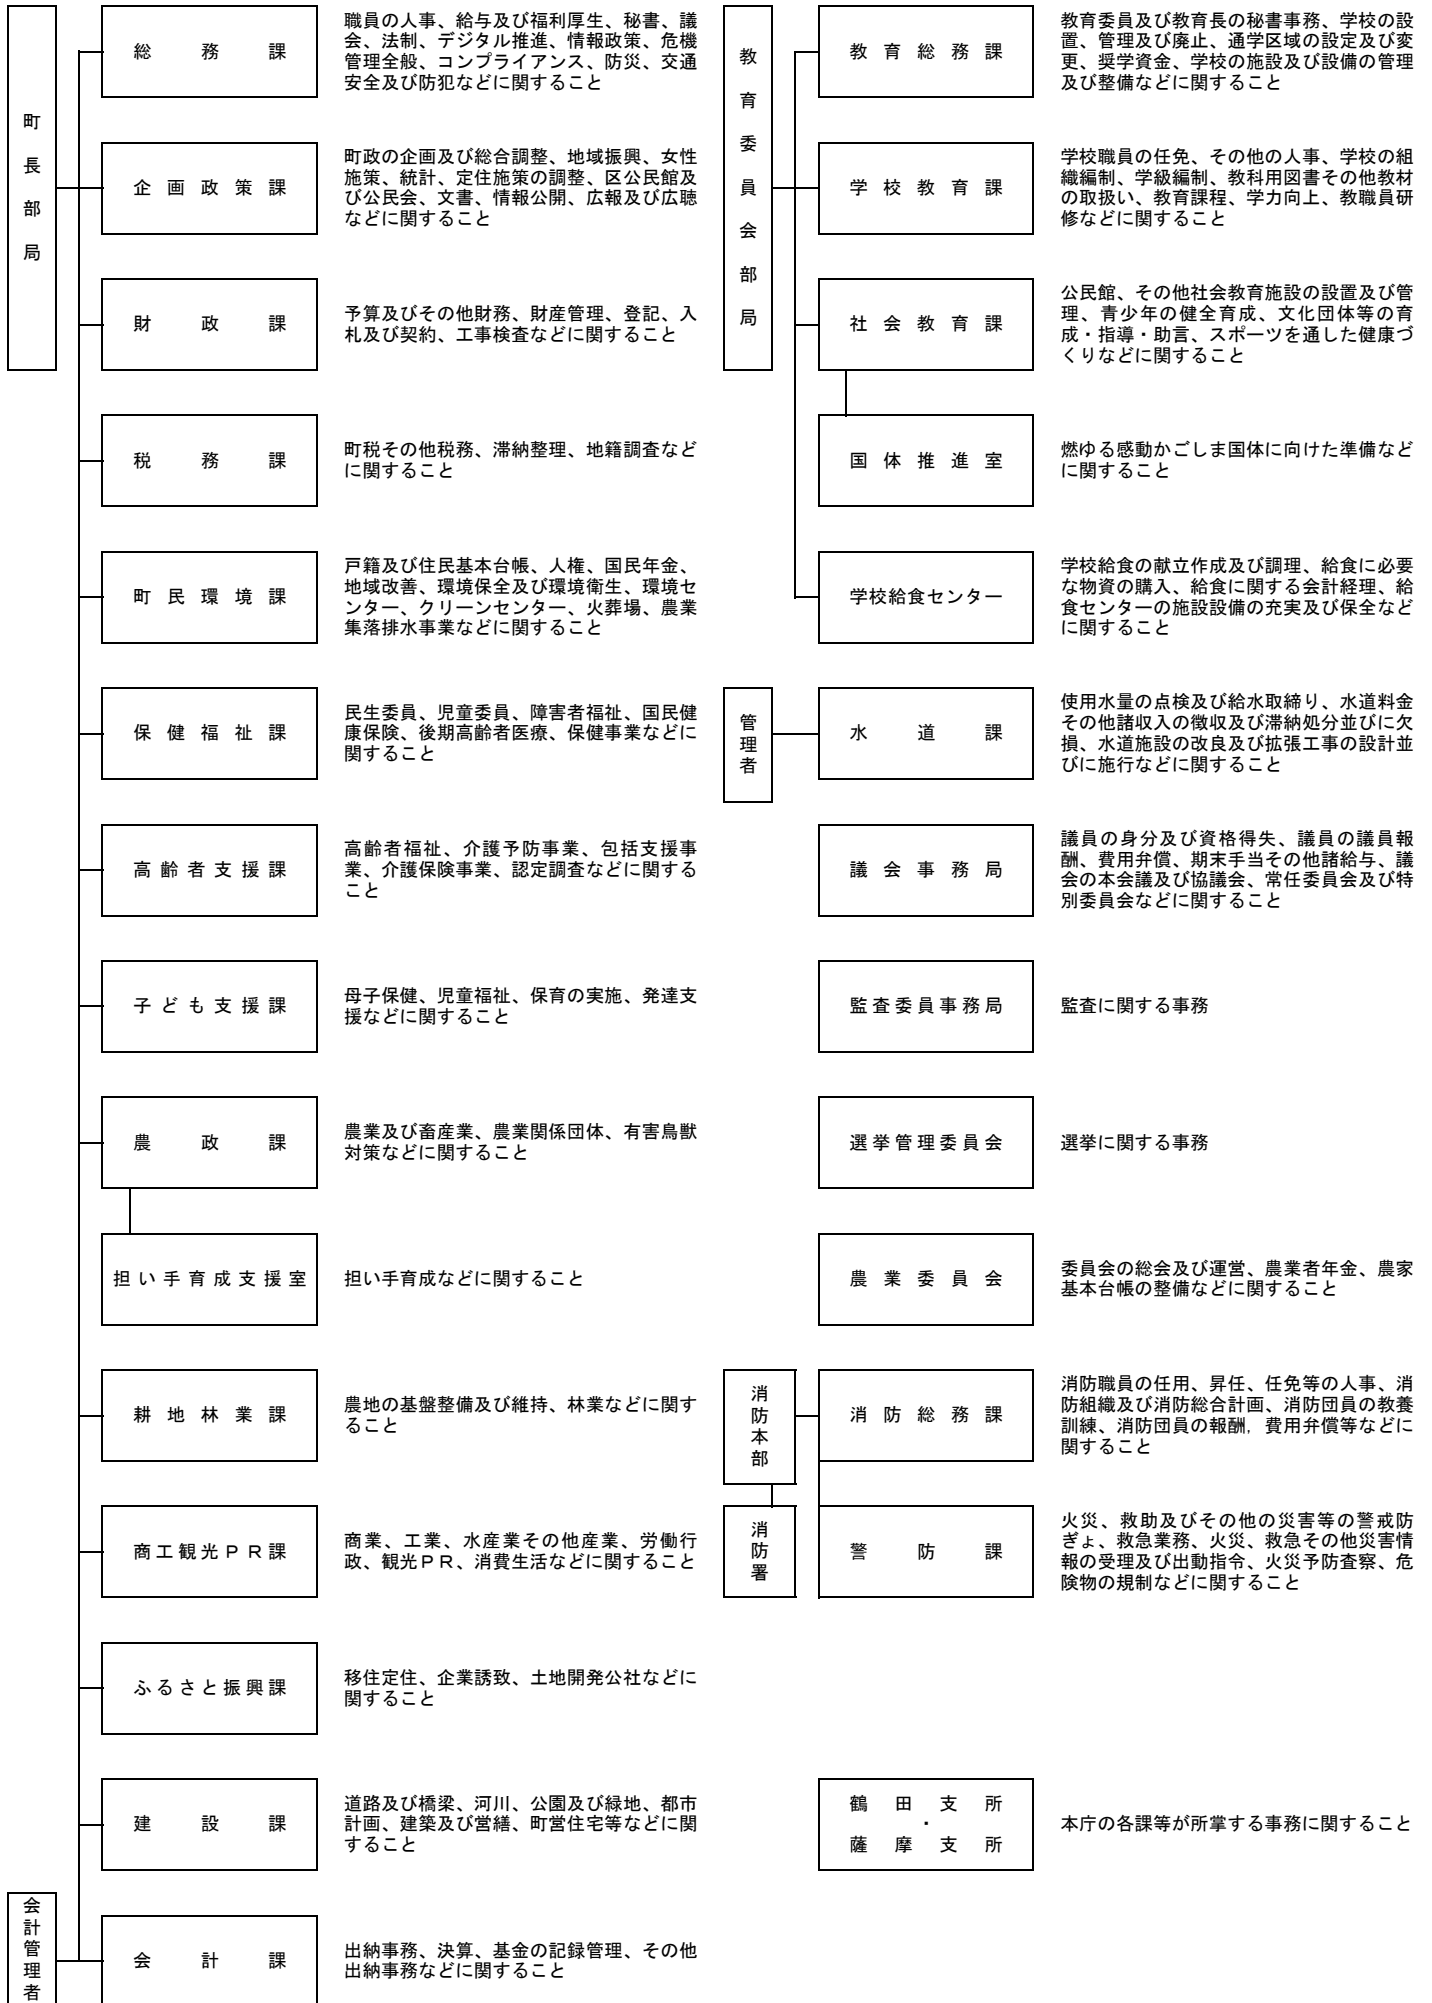 町長部局
総務課
職員の人事、給与及び福利厚生、秘書、議
会、法制、デジタル推進、情報政策、危機
管理全般、コンプライアンス、防災、交通
安全及び防犯などに関すること
企画政策課
町政の企画及び総合調整、地域振興、女性
施策、統計、定住施策の調整、区公民館及
び公民会、文書、情報公開、広報及び広聴
などに関すること
財政課
予算及びその他財務、財産管理、登記、入
札及び契約、工事検査などに関すること
税務課
町税その他税務、滞納整理、地籍調査など
に関すること
町民環境課
戸籍及び住民基本台帳、人権、国民年金、
地域改善、環境保全及び環境衛生、環境セ
ンター、クリーンセンター、火葬場、農業
集落排水事業などに関すること
保健福祉課
民生委員、児童委員、障害者福祉、国民健
康保険、後期高齢者医療、保健事業などに
関すること
高齢者支援課
高齢者福祉、介護予防事業、包括支援事
業、介護保険事業、認定調査などに関する
こと
子ども支援課
母子保健、児童福祉、保育の実施、発達支
援などに関すること
農政課
農業及び畜産業、農業関係団体、有害鳥獣
対策などに関すること
担い手育成支援室
担い手育成などに関すること
耕地林業課
農地の基盤整備及び維持、林業などに関す
ること
商工観光ＰＲ課
商業、工業、水産業その他産業、労働行
政、観光ＰＲ、消費生活などに関すること
ふるさと振興課
移住定住、企業誘致、土地開発公社などに
関すること
建設課
道路及び橋梁、河川、公園及び緑地、都市
計画、建築及び営繕、町営住宅等などに関
すること
会計管理者
会計課
出納事務、決算、基金の記録管理、その他
出納事務などに関すること
教育委員会部局
教育総務課
教育委員及び教育長の秘書事務、学校の設
置、管理及び廃止、通学区域の設定及び変
更、奨学資金、学校の施設及び設備の管理
及び整備などに関すること
学校教育課
学校職員の任免、その他の人事、学校の組
織編制、学級編制、教科用図書その他教材
の取扱い、教育課程、学力向上、教職員研
修などに関すること
社会教育課
公民館、その他社会教育施設の設置及び管
理、青少年の健全育成、文化団体等の育
成・指導・助言、スポーツを通した健康づ
くりなどに関すること
国体推進室
燃ゆる感動かごしま国体に向けた準備など
に関すること
学校給食センター
学校給食の献立作成及び調理、給食に必要
な物資の購入、給食に関する会計経理、給
食センターの施設設備の充実及び保全など
に関すること
管理者
水道課
使用水量の点検及び給水取締り、水道料金
その他諸収入の徴収及び滞納処分並びに欠
損、水道施設の改良及び拡張工事の設計並
びに施行などに関すること
議会事務局
議員の身分及び資格得失、議員の議員報
酬、費用弁償、期末手当その他諸給与、議
会の本会議及び協議会、常任委員会及び特
別委員会などに関すること
監査委員事務局
監査に関する事務
選挙管理委員会
選挙に関する事務
農業委員会
委員会の総会及び運営、農業者年金、農家
基本台帳の整備などに関すること
消防本部
消防総務課
消防職員の任用、昇任、任免等の人事、消
防組織及び消防総合計画、消防団員の教養
訓練、消防団員の報酬，費用弁償等などに
関すること
消防署
警防課
火災、救助及びその他の災害等の警戒防
ぎょ、救急業務、火災、救急その他災害情
報の受理及び出動指令、火災予防査察、危
険物の規制などに関すること
鶴田支所
・
薩摩支所
本庁の各課等が所掌する事務に関すること